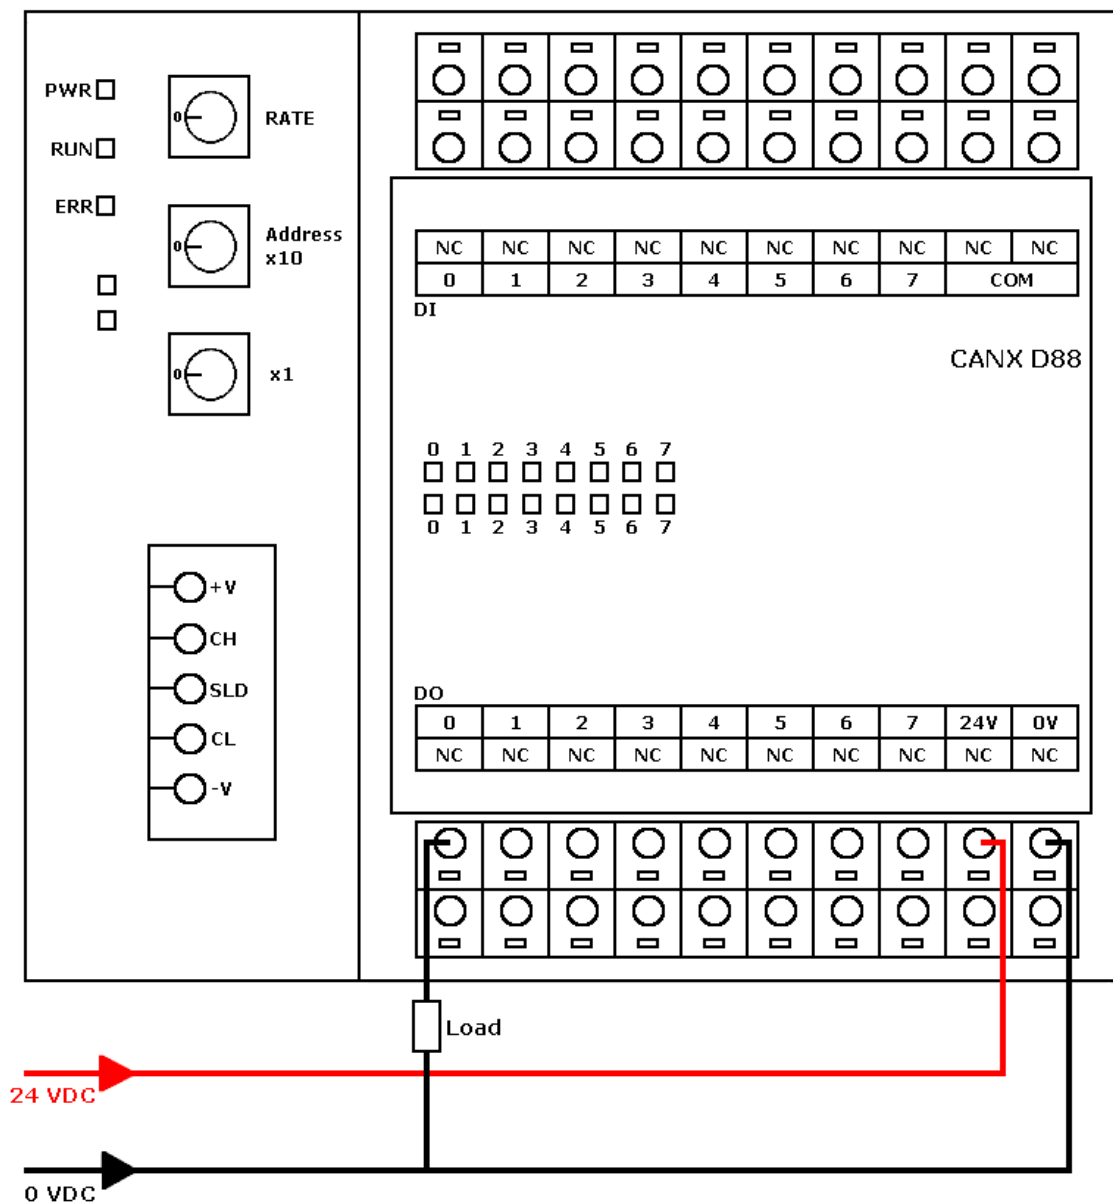 PWR
0
RATE
RUN
ERR
0
Address
x10
0
x1
NC NC NC NC NC NC NC NC NC NC
0 1 2 3 4 5 6 7 COM
DI
CANX D88
0 1 2 3 4 5 6 7
0 1 2 3 4 5 6 7
+V
CH
SLD
CL
-V
DO
0 1 2 3 4 5 6 7 24V 0V
NC NC NC NC NC NC NC NC NC NC
Load
24 VDC
0 VDC